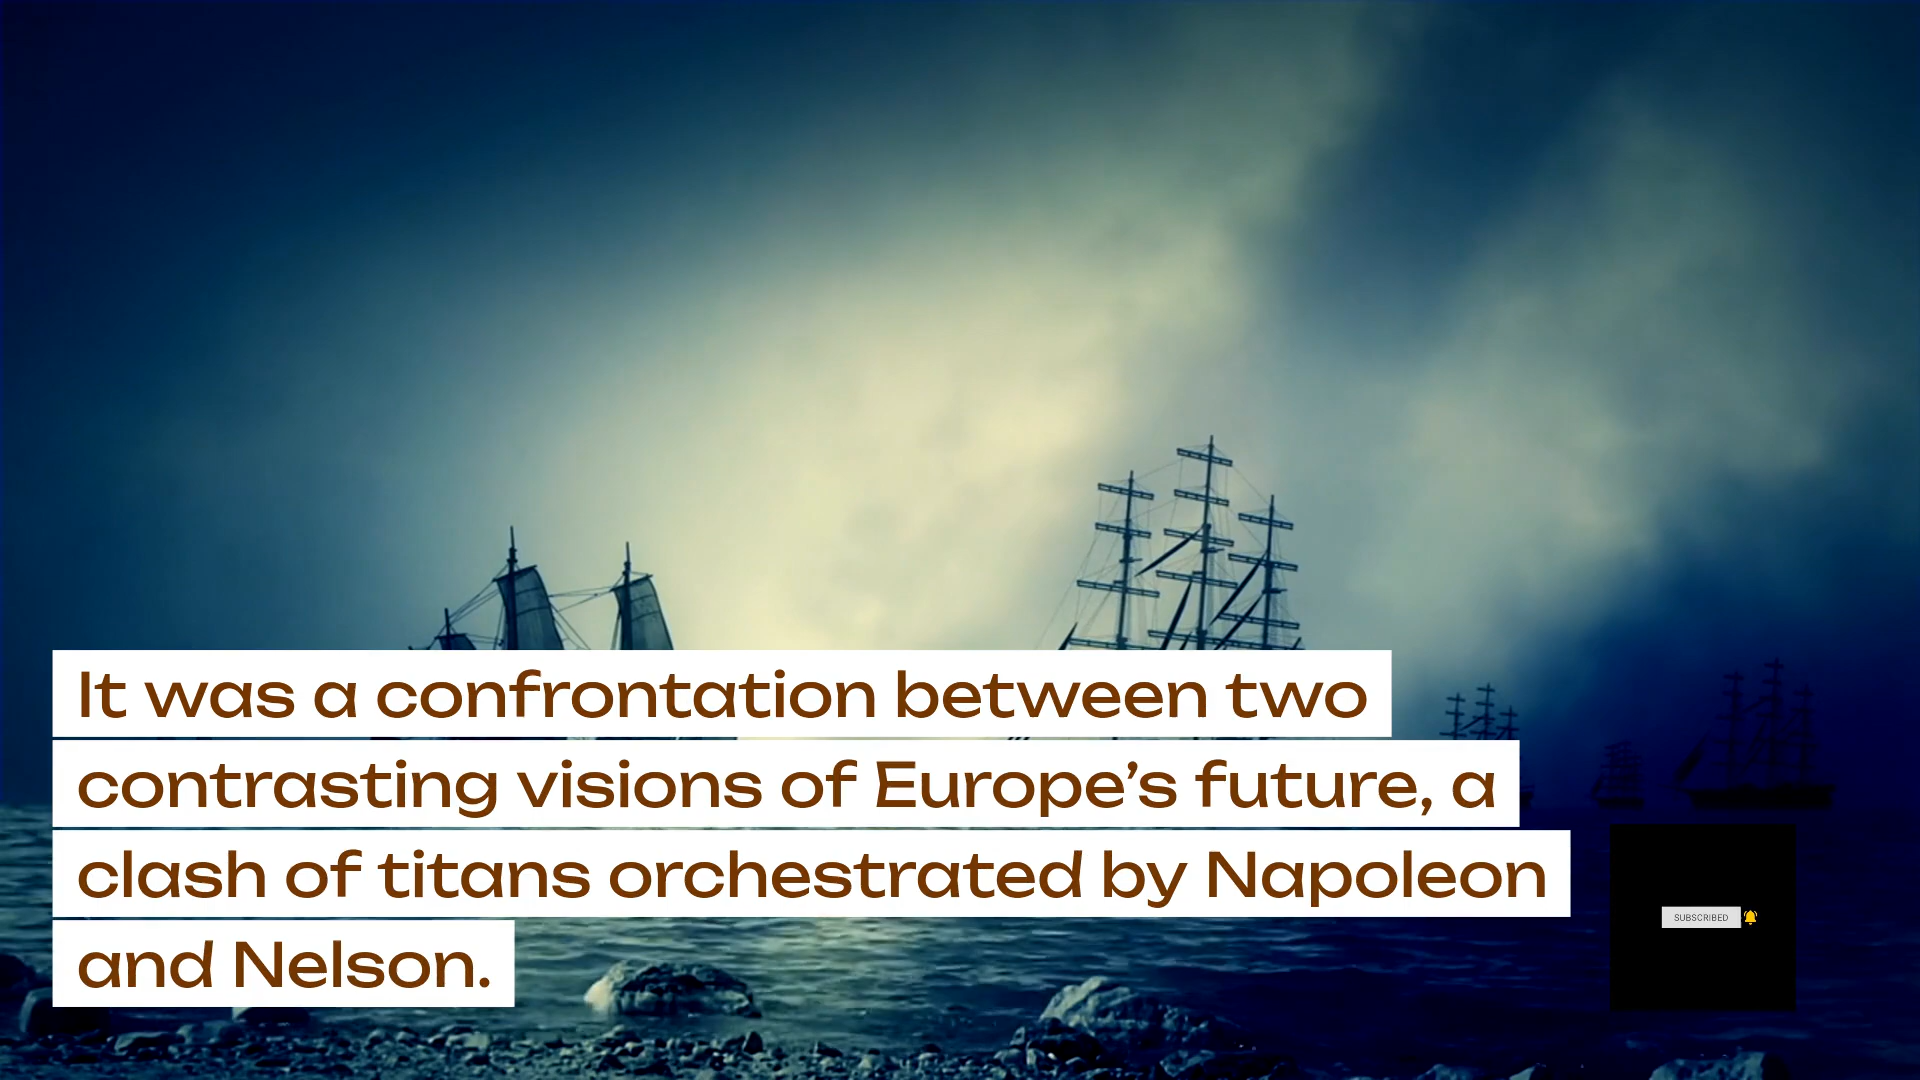 It was a confrontation between two
contrasting visions of Europe’s future, a
clash of titans orchestrated by Napoleon
and Nelson.
SUBSCRIBED